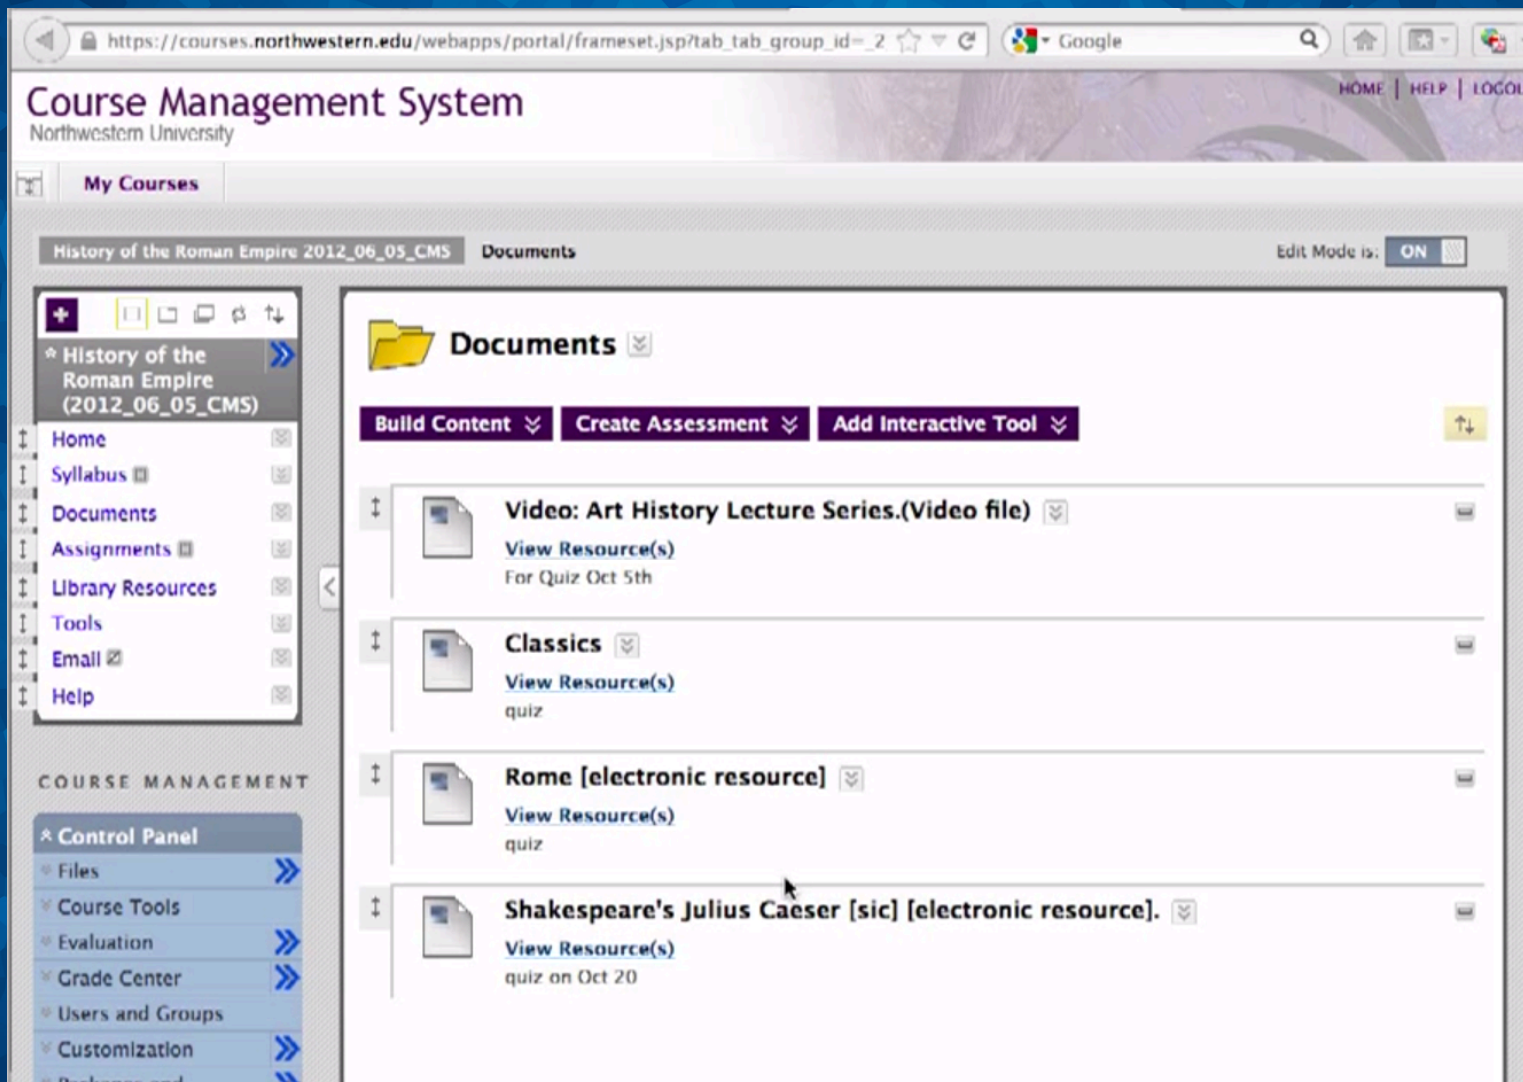 https://courses.northwestern.edu/webapps/portal/frameset.jsp?tab_tab_group_id=_2
Google
Course Management System
Northwestern University
HOME | HELP | LOGOU
My Courses
History of the Roman Empire 2012_06_05_CMS
Documents
Edit Mode is: ON
History of the
Roman Empire
(2012_06_05_CMS)
Home
Syllabus
Documents
Assignments
Library Resources
Tools
Email
Help
COURSE MANAGEMENT
Control Panel
Files
Course Tools
Evaluation
Grade Center
Users and Groups
Customization
Documents
Build Content
Create Assessment
Add Interactive Tool
Video: Art History Lecture Series.(Video file)
View Resource(s)
For Quiz Oct 5th
Classics
View Resource(s)
quiz
Rome [electronic resource]
View Resource(s)
quiz
Shakespeare's Julius Caeser [sic] [electronic resource].
View Resource(s)
quiz on Oct 20